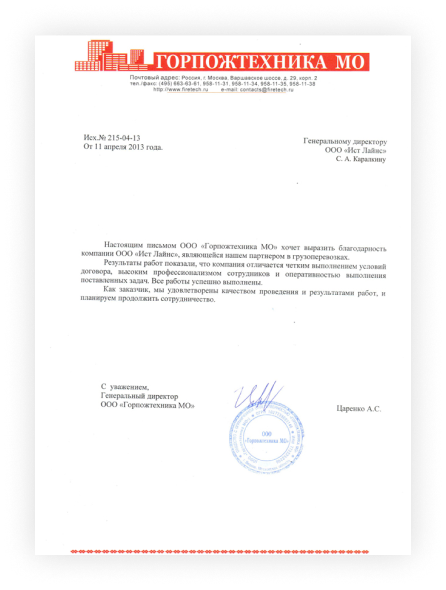 ГОРПОЖТЕХНИКА МО
Почтовый адрес: Россия, г. Москва, Варшавское шоссе, д. 29, корп. 2
тел./факс: (495) 983-63-61, 958-11-31, 958-11-34, 958-11-35, 958-11-38
http://www.firetech.ru e-mail: contacts@firetech.ru
Исх.№ 215-04-13
От 11 апреля 2013 года.
Генеральному директору
ООО «Ист Лайнс»
С. А. Каралкину
Настоящим письмом ООО «Горпожтехника МО» хочет выразить благодарность
компании ООО «Ист Лайнс», являющейся нашем партнером в грузоперевозках.
Результаты работ показали, что компания отличается четким выполнением условий
договора, высоким профессионализмом сотрудников и оперативностью выполнения
поставленных задач. Все работы успешно выполнены.
Как заказчик, мы удовлетворены качеством проведения и результатами работ, и
планируем продолжить сотрудничество.
С уважением,
Генеральный директор
ООО «Горпожтехника МО»
Царенко А.С.
ООО
«Горпожтехника МО»